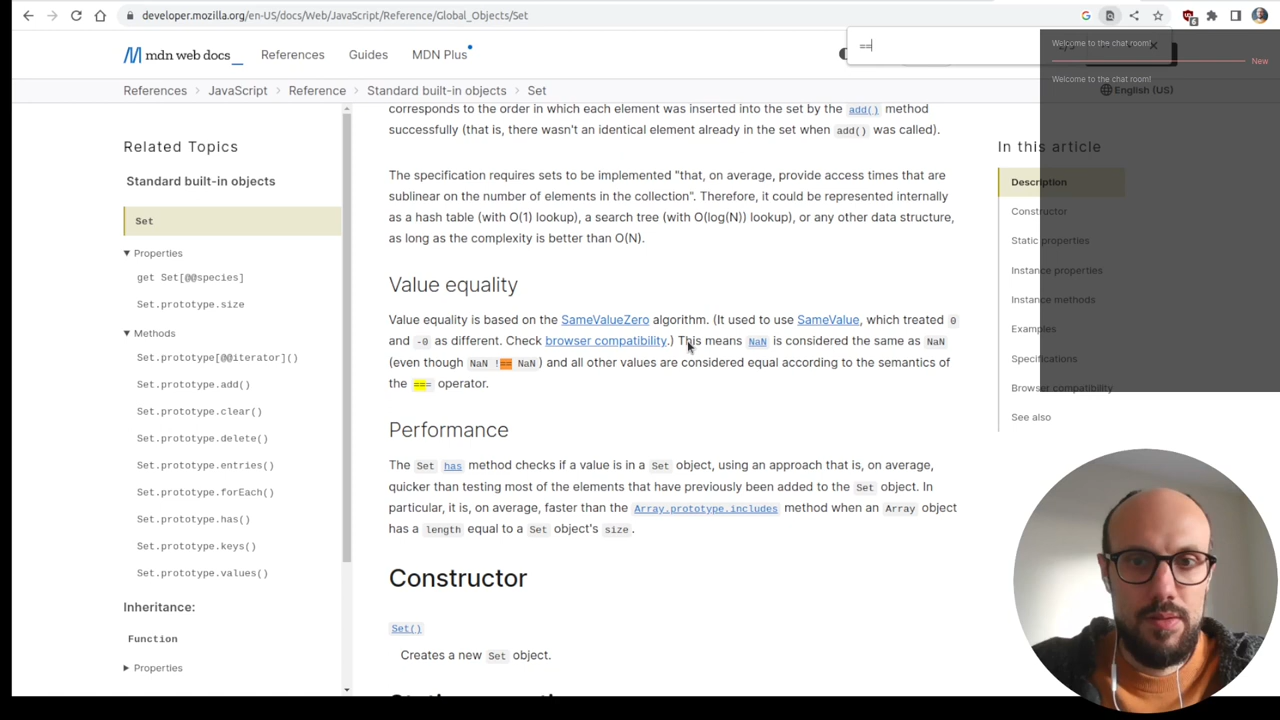 developer.mozilla.org/en-US/docs/Web/JavaScript/Reference/Global_Objects/Set
6
==
mdn web docs_
References
Guides
MDN Plus
Welcome to the chat room!
New
Welcome to the chat room!
References > JavaScript > Reference > Standard built-in objects > Set
English (US)
Related Topics
Standard built-in objects
Set
▼ Properties
get Set[@@species]
Set.prototype.size
▼ Methods
Set.prototype[@@iterator]()
Set.prototype.add()
Set.prototype.clear()
Set.prototype.delete()
Set.prototype.entries()
Set.prototype.forEach()
Set.prototype.has()
Set.prototype.keys()
Set.prototype.values()
Inheritance:
Function
▶ Properties
corresponds to the order in which each element was inserted into the set by the add() method
successfully (that is, there wasn't an identical element already in the set when add() was called).
The specification requires sets to be implemented "that, on average, provide access times that are
sublinear on the number of elements in the collection". Therefore, it could be represented internally
as a hash table (with O(1) lookup), a search tree (with O(log(N)) lookup), or any other data structure,
as long as the complexity is better than O(N).
Value equality
Value equality is based on the SameValueZero algorithm. (It used to use SameValue, which treated 0
and -0 as different. Check browser compatibility.) This means NaN is considered the same as NaN
(even though NaN !== NaN) and all other values are considered equal according to the semantics of
the === operator.
Performance
The Set has method checks if a value is in a Set object, using an approach that is, on average,
quicker than testing most of the elements that have previously been added to the Set object. In
particular, it is, on average, faster than the Array.prototype.includes method when an Array object
has a length equal to a Set object's size.
Constructor
Set()
Creates a new Set object.
In this article
Description
Constructor
Static properties
Instance properties
Instance methods
Examples
Specifications
Browser compatibility
See also